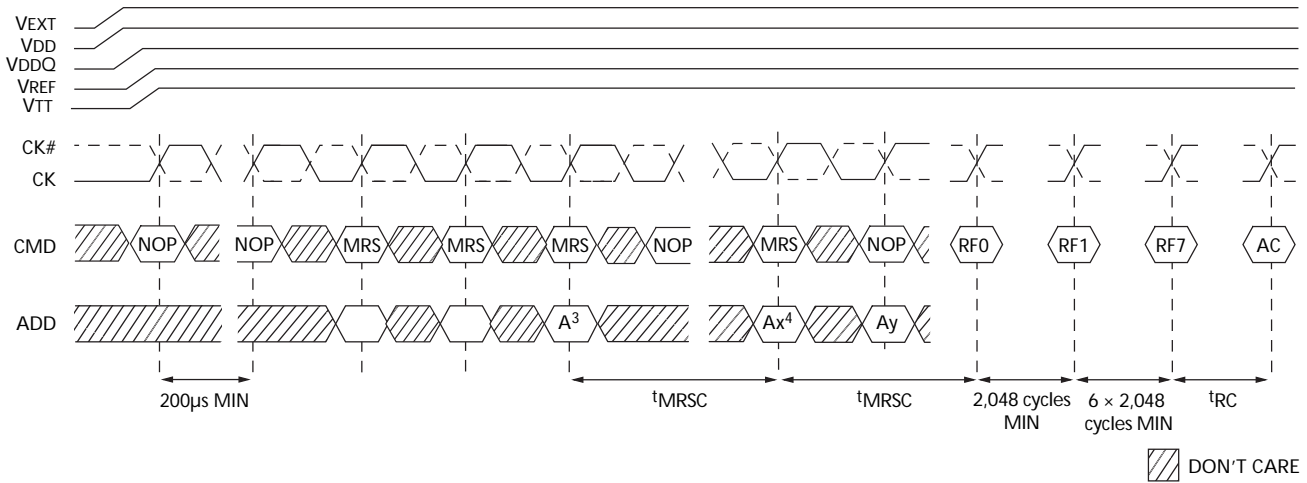 VEXT
VDD
VDDQ
VREF
VTT
CK#
CK
CMD NOP NOP MRS MRS MRS NOP MRS NOP RF0 RF1 RF7 AC
ADD A³ Ax⁴ Ay
200µs MIN
tMRSC
tMRSC
2,048 cycles
MIN
6 × 2,048
cycles MIN
tRC
DON'T CARE